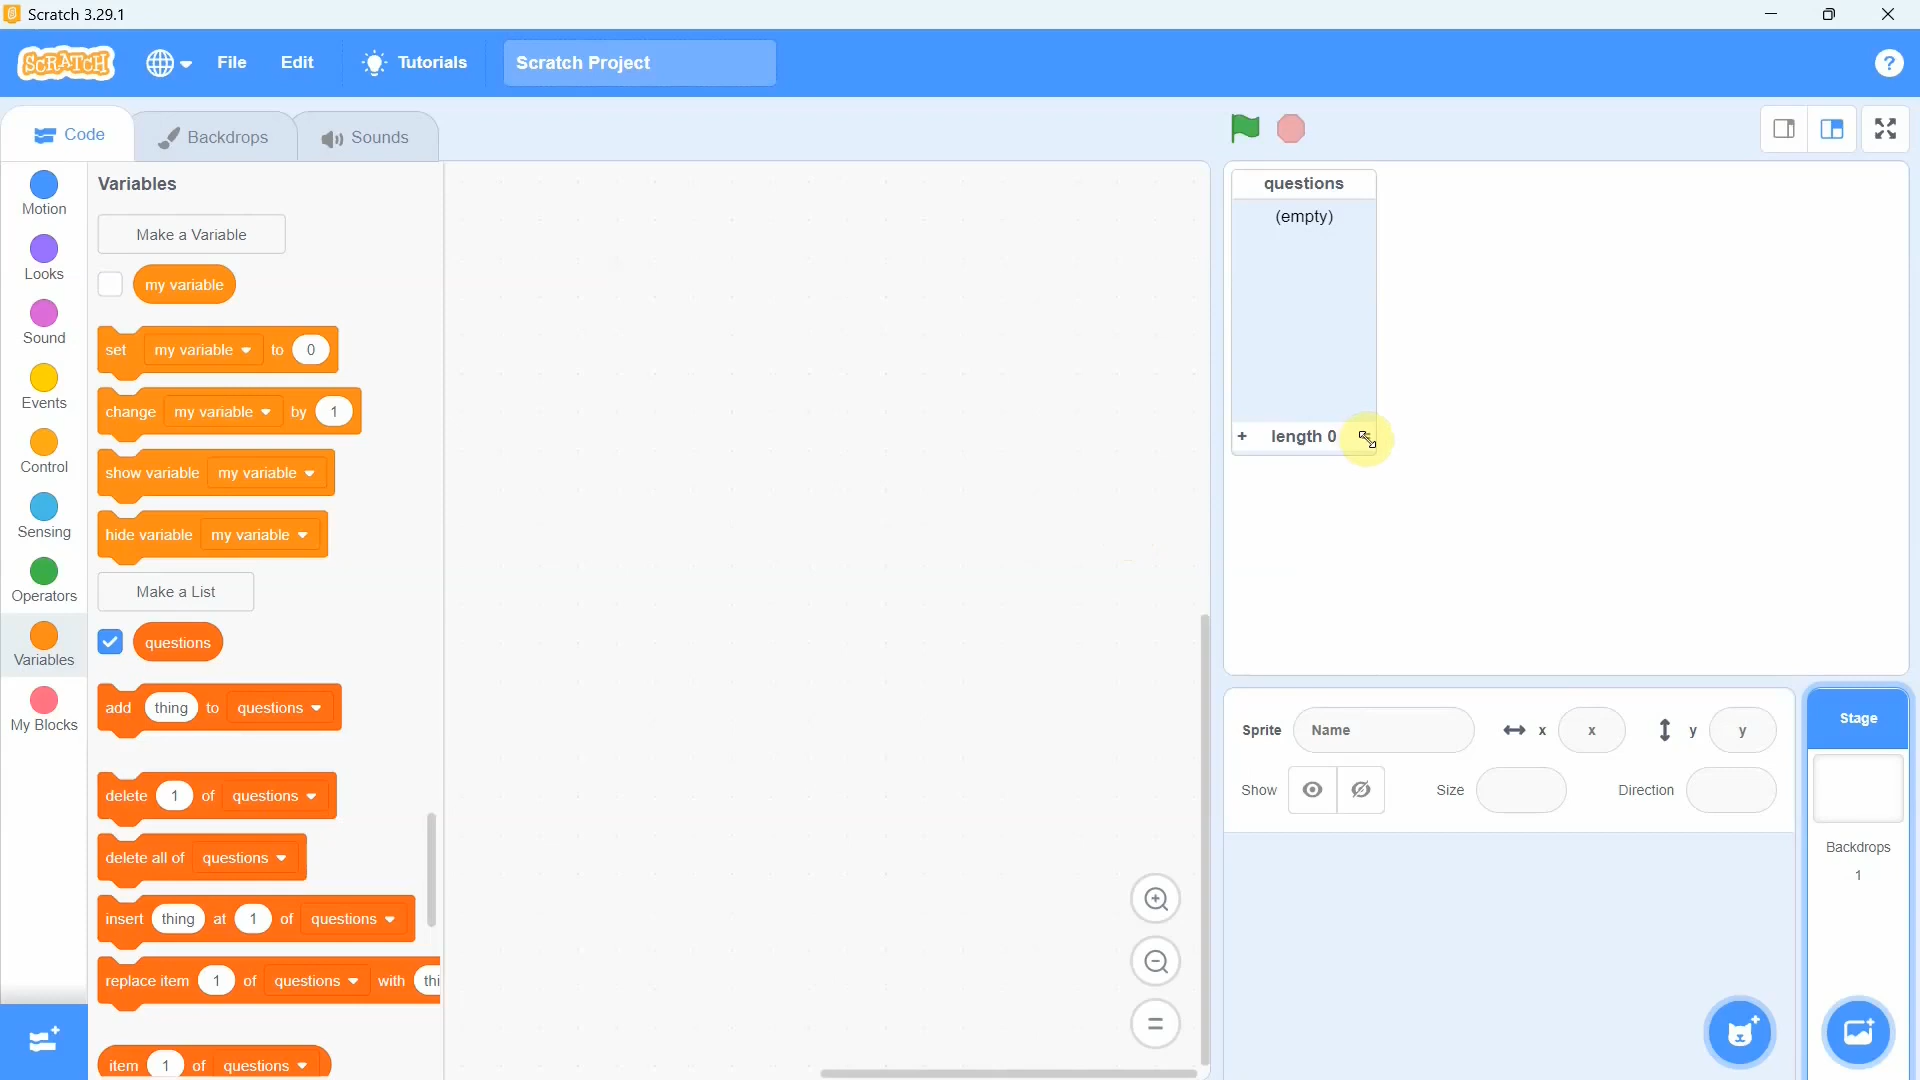 Scratch 3.29.1
SCRATCH File Edit Tutorials Scratch Project ?
Code Backdrops Sounds
Motion
Looks
Sound
Events
Control
Sensing
Operators
Variables
My Blocks
Variables
Make a Variable
my variable
set my variable to 0
change my variable by 1
show variable my variable
hide variable my variable
Make a List
questions
add thing to questions
delete 1 of questions
delete all of questions
insert thing at 1 of questions
replace item 1 of questions with thi
item 1 of questions
questions
(empty)
+ length 0 =
Sprite Name x x y y
Show Size Direction
Stage
Backdrops
1